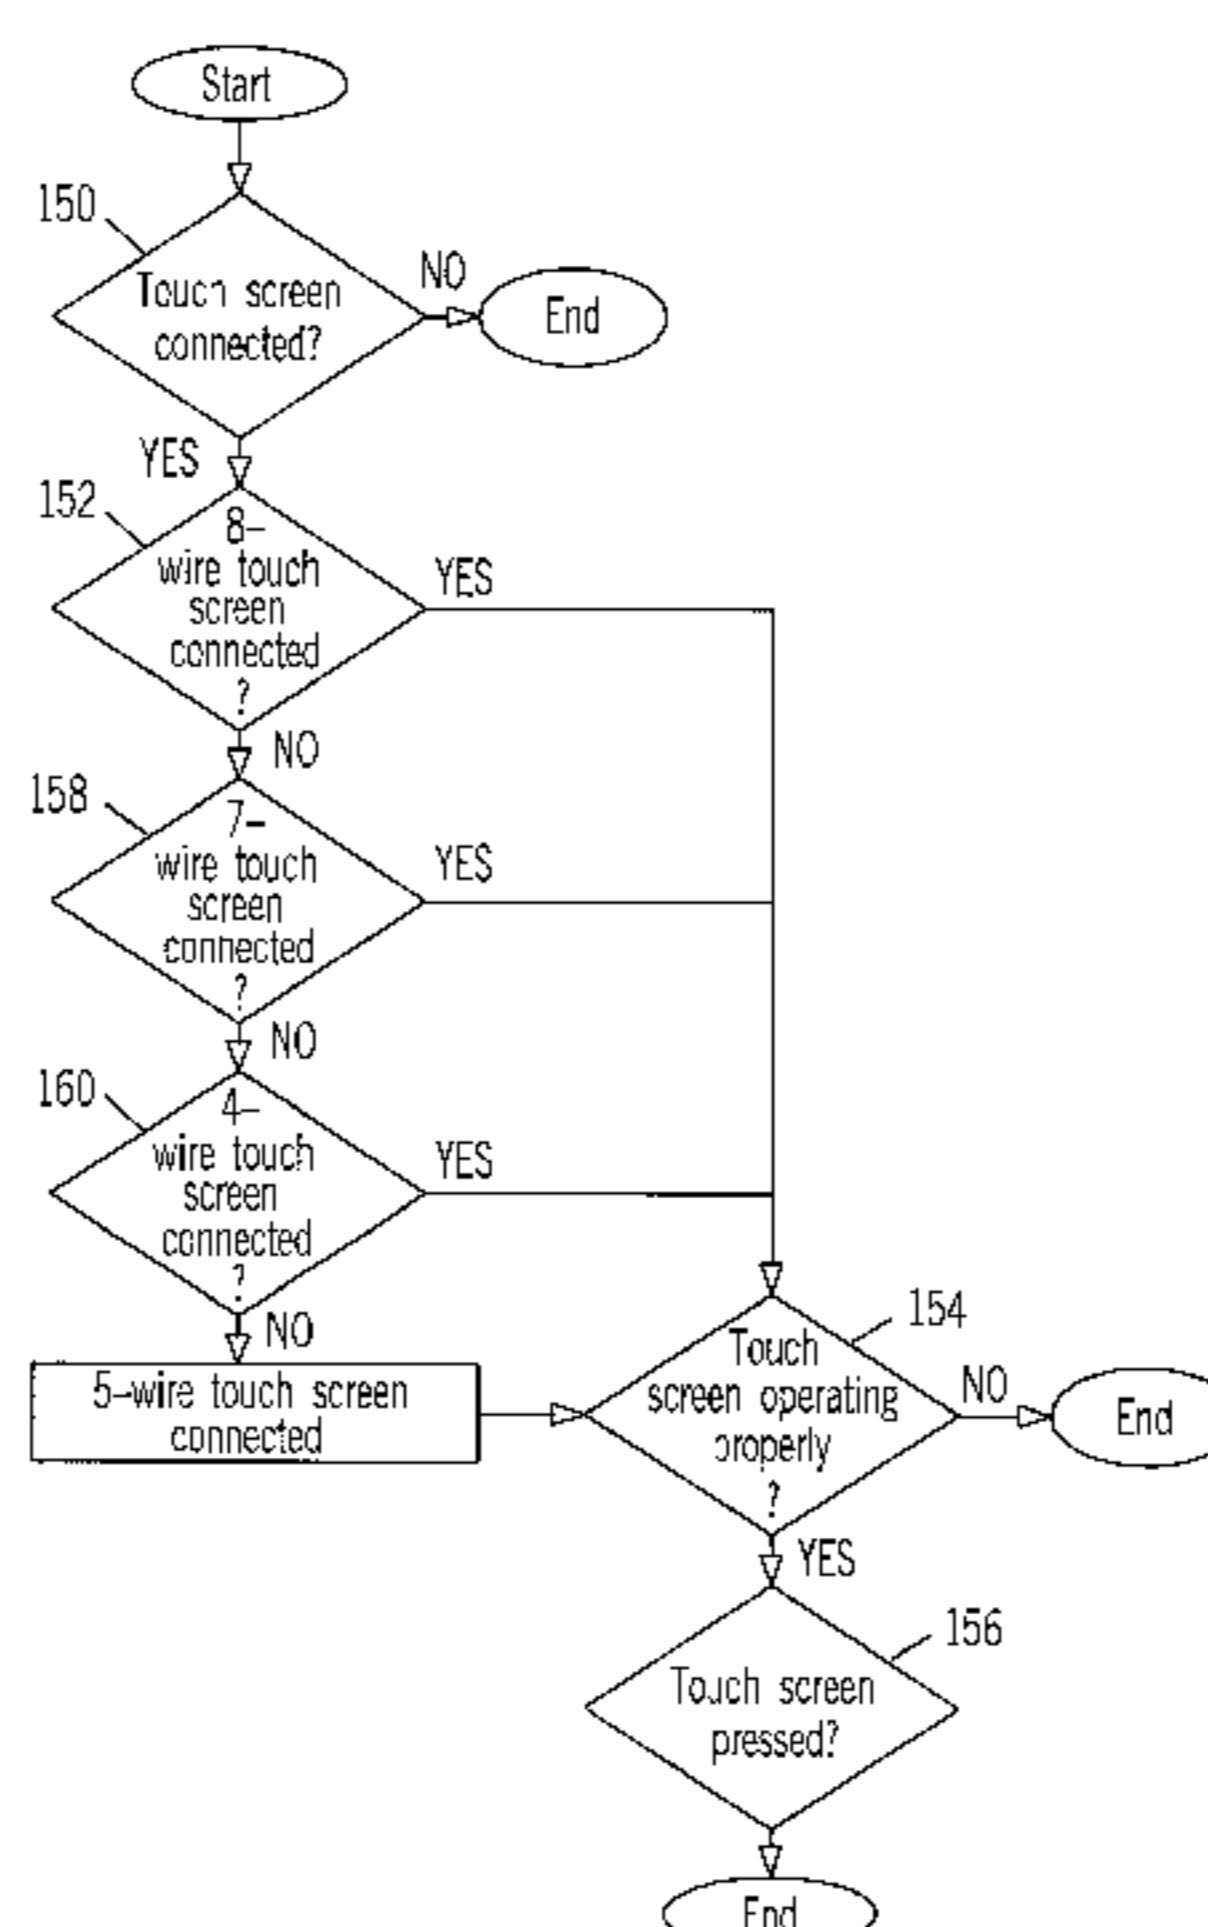 Start
150
Touch screen
connected?
NO
End
YES
152
8-
wire touch
screen
connected
?
YES
NO
158
7-
wire touch
screen
connected
?
YES
NO
160
4-
wire touch
screen
connected
?
YES
NO
5-wire touch screen
connected
154
Touch
screen operating
properly
?
NO
End
YES
156
Touch screen
pressed?
End